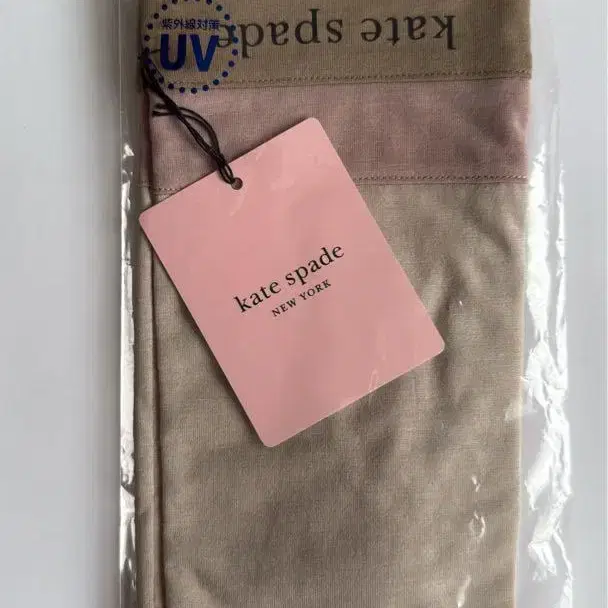 紫外線対策
UV
kate spade
kate spade
NEW YORK